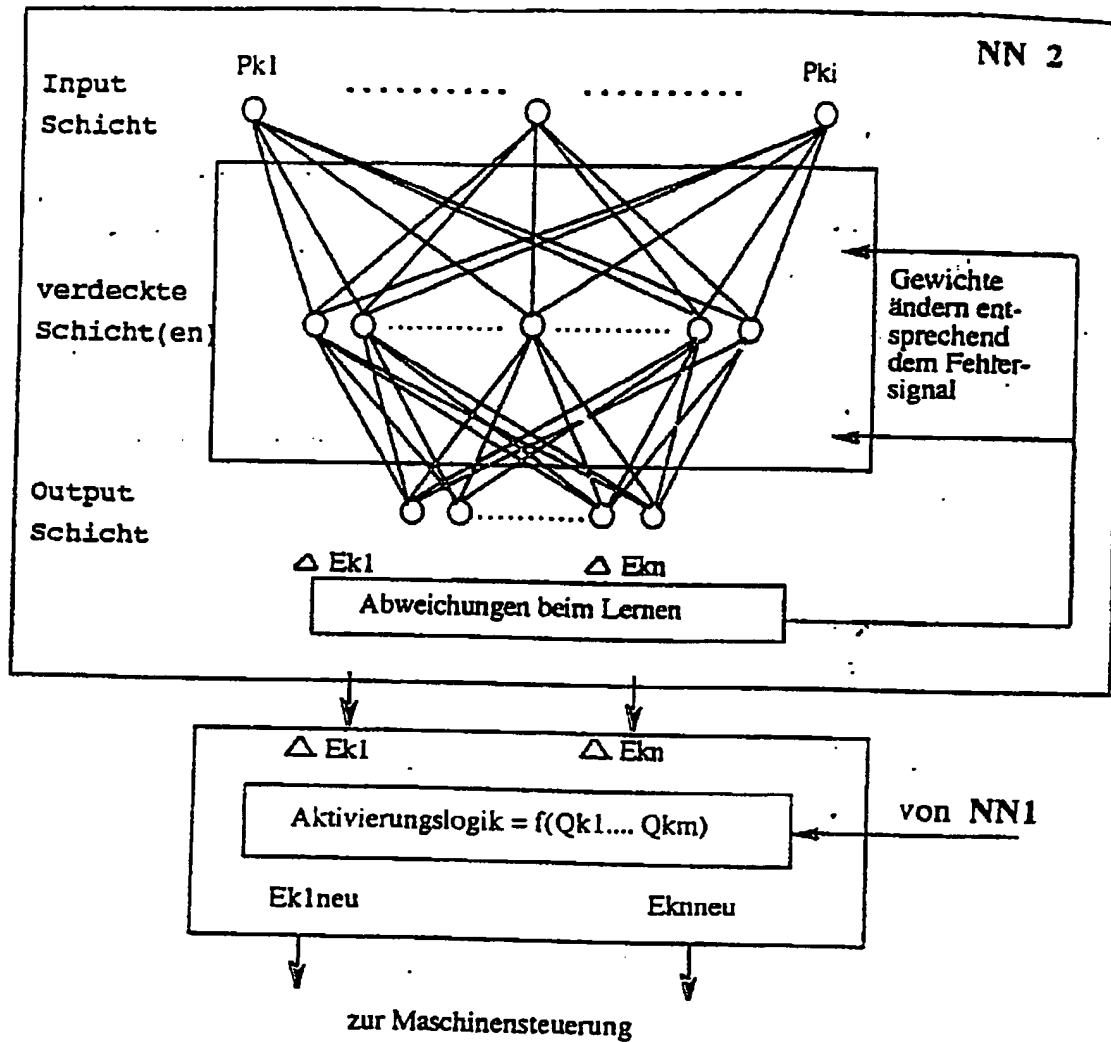 NN 2
Pk1 Pki
Input
Schicht
verdeckte
Schicht(en)
Gewichte
ändern ent-
sprechend
dem Fehler-
signal
Output
Schicht
△ Ek1 △ Ekn
Abweichungen beim Lernen
△ Ek1 △ Ekn
Aktivierungslogik = f(Qk1.... Qkm)
von NN1
Ek1neu Eknneu
zur Maschinensteuerung